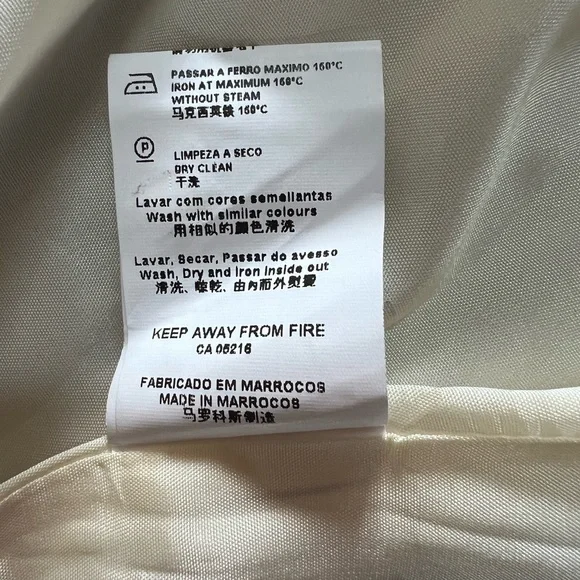 PASSAR A FERRO MAXIMO 150°C
IRON AT MAXIMUM 150°C
WITHOUT STEAM
马克西英铁 150°C
P
LIMPEZA A SECO
DRY CLEAN
干洗
Lavar com cores semellantas
Wash with similar colours
用相似的颜色清洗
Lavar, Secar, Passar do avesso
Wash, Dry and Iron inside out
清洗、晾乾、由內而外熨燙
KEEP AWAY FROM FIRE
CA 05216
FABRICADO EM MARROCOS
MADE IN MARROCOS
马罗科斯制造